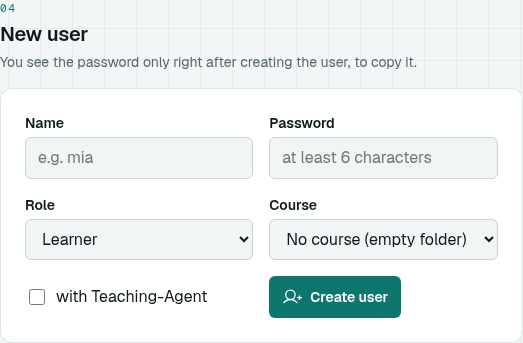 04
New user
You see the password only right after creating the user, to copy it.
Name
Password
e.g. mia
at least 6 characters
Role
Course
Learner
No course (empty folder)
with Teaching-Agent
Create user